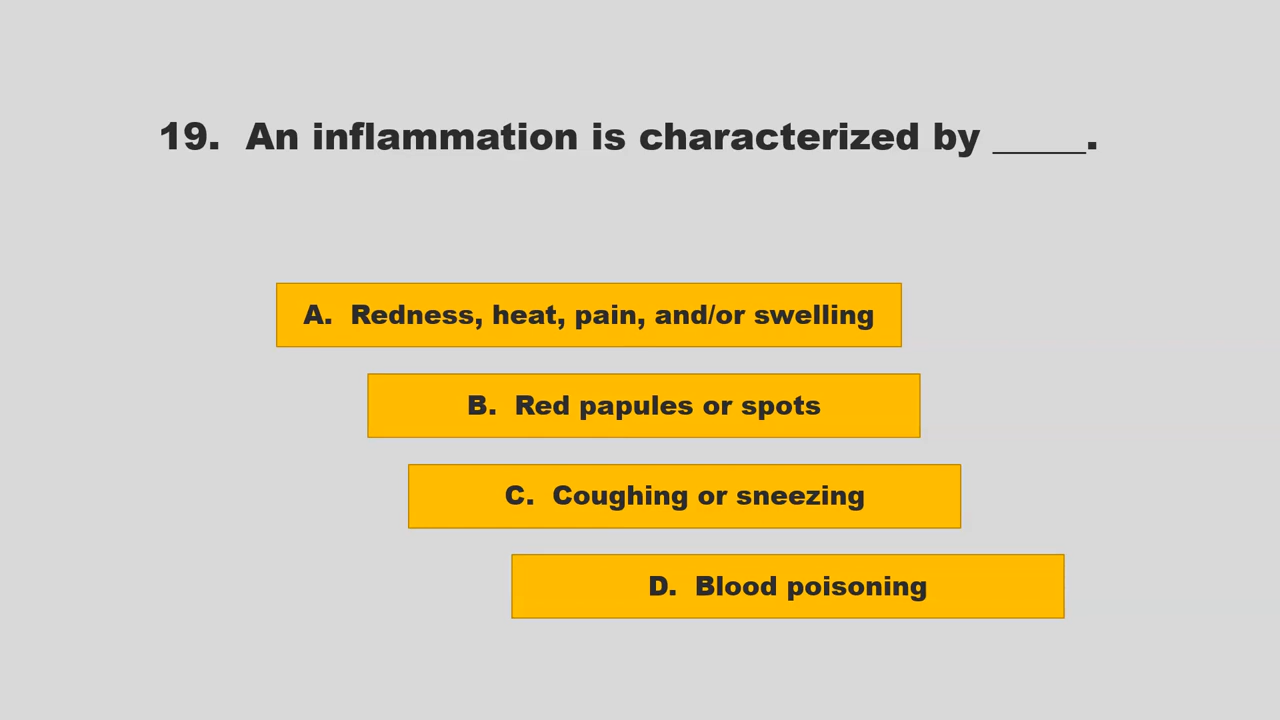 19.  An inflammation is characterized by _____.
A.  Redness, heat, pain, and/or swelling
B.  Red papules or spots
C.  Coughing or sneezing
D.  Blood poisoning